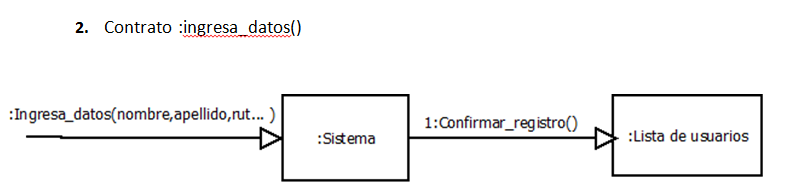 2. Contrato :ingresa_datos()
:Ingresa_datos(nombre,apellido,rut... )
:Sistema
1:Confirmar_registro()
:Lista de usuarios